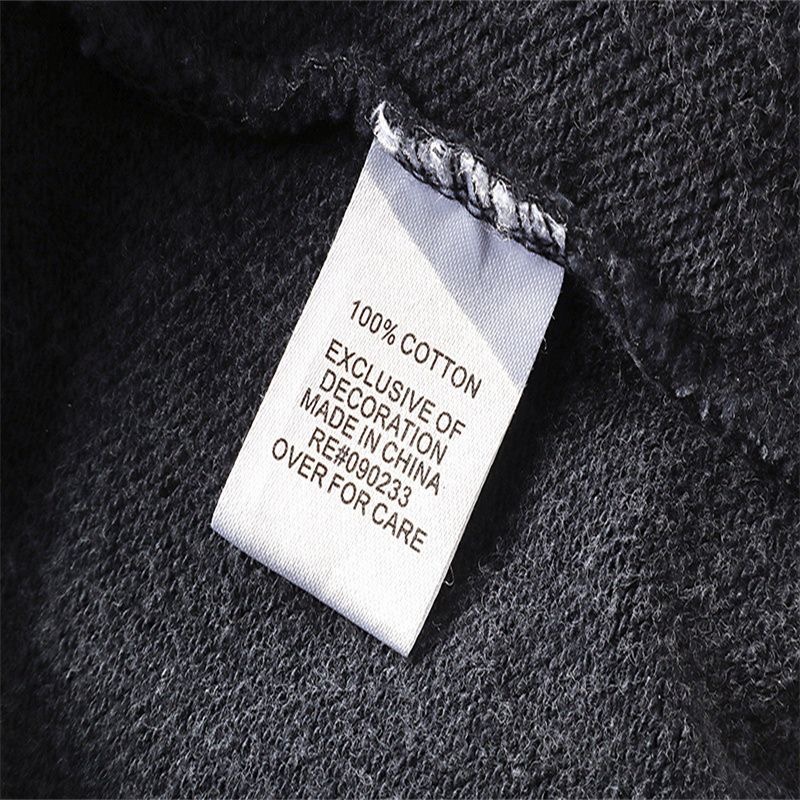 100% COTTON
EXCLUSIVE OF
DECORATION
MADE IN CHINA
RE#090233
OVER FOR CARE